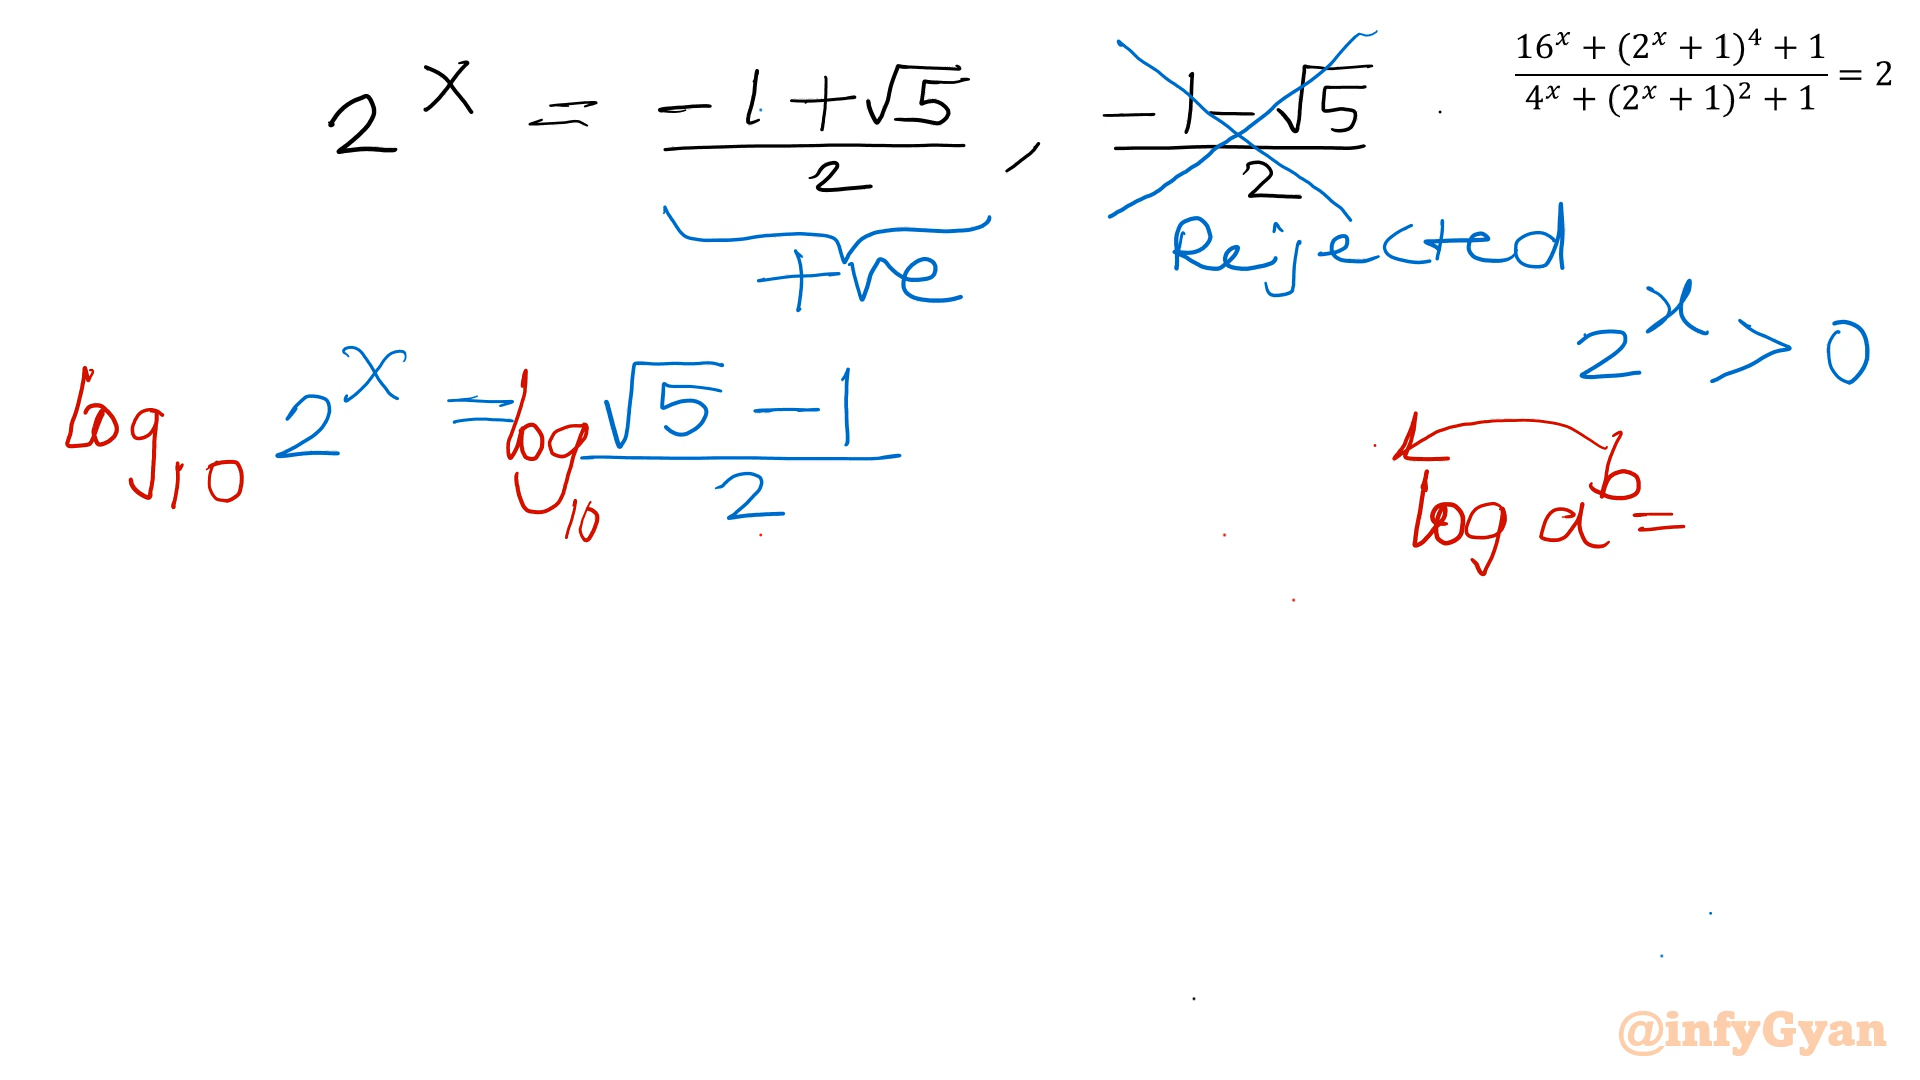 2^x = (-1+√5)/2 , (-1-√5)/2
(16^x + (2^x + 1)^4 + 1)/(4^x + (2^x + 1)^2 + 1) = 2
+ve
Rejected
2^x > 0
log_10 2^x = log_10 (√5-1)/2
log a^b =
@infyGyan